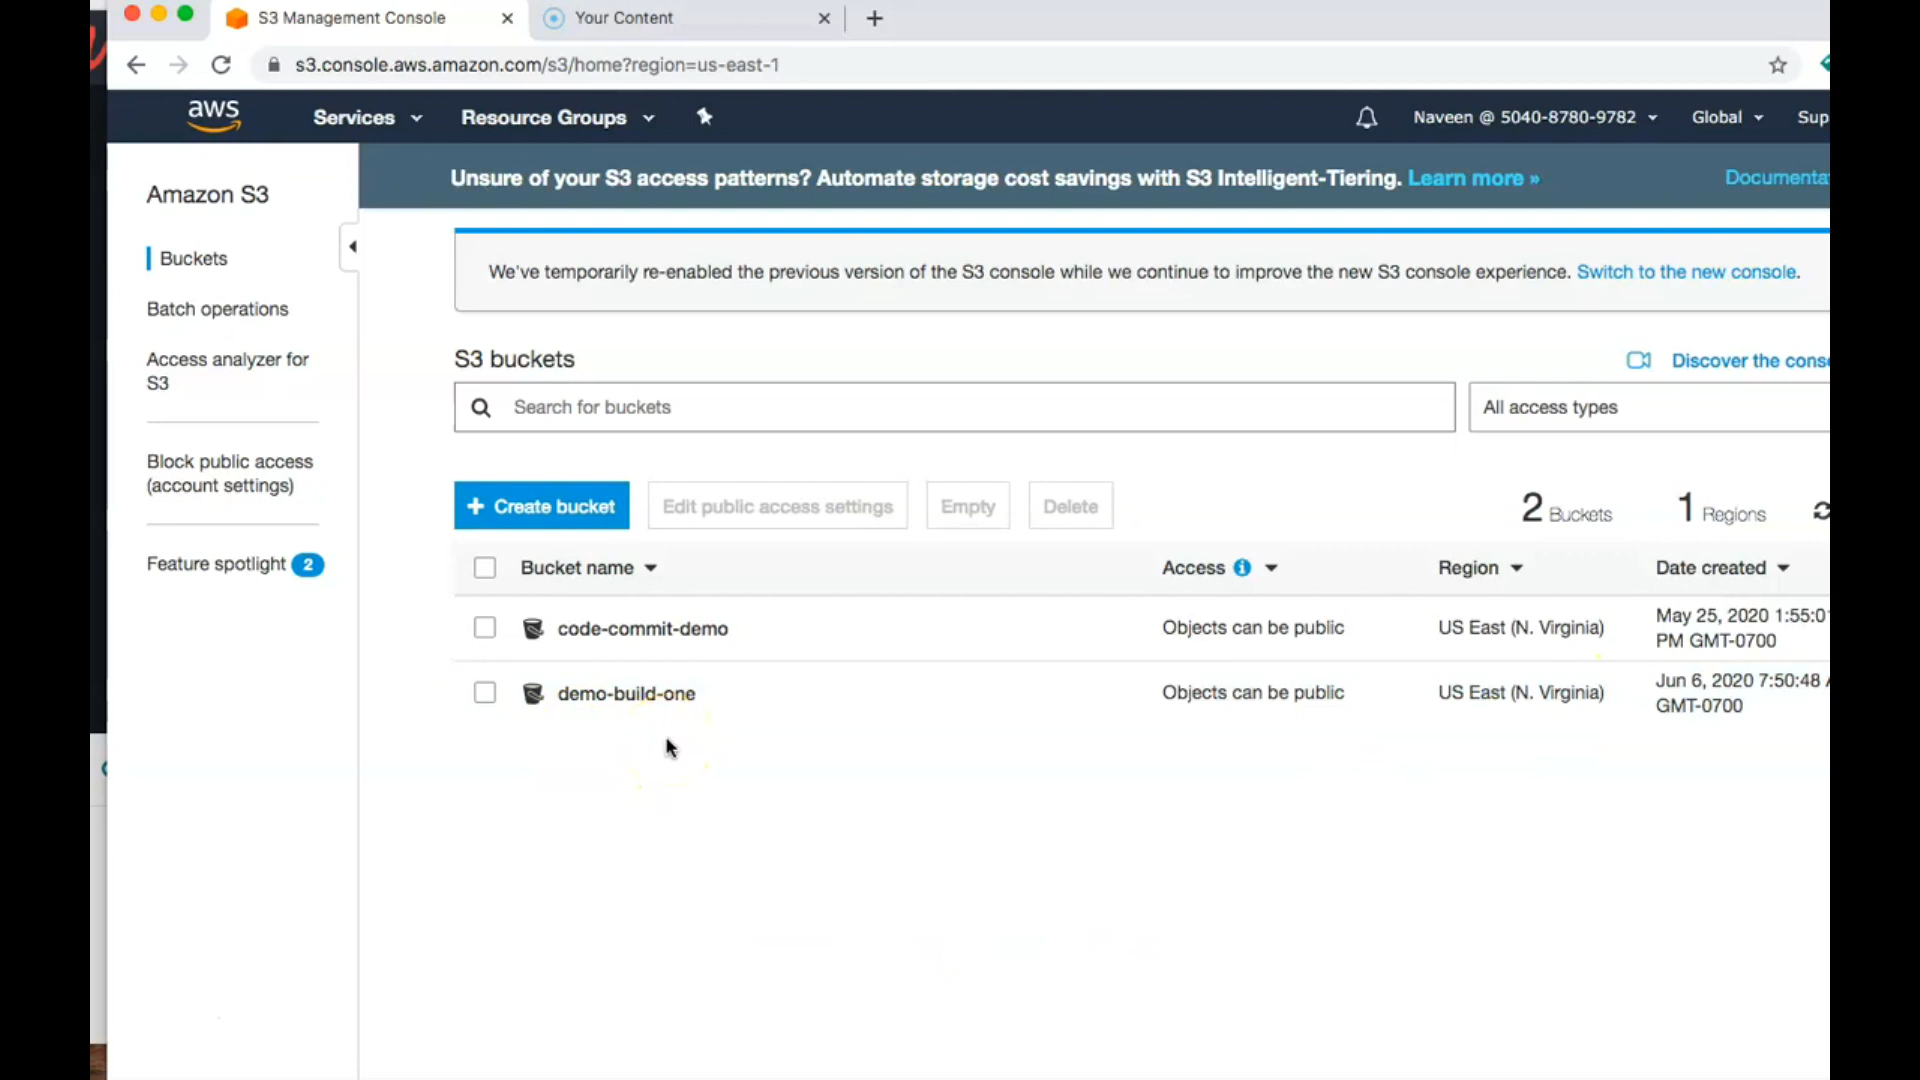 S3 Management Console
Your Content
s3.console.aws.amazon.com/s3/home?region=us-east-1
aws
Services
Resource Groups
Naveen @ 5040-8780-9782
Global
Sup
Unsure of your S3 access patterns? Automate storage cost savings with S3 Intelligent-Tiering. Learn more »
Documenta
Amazon S3
Buckets
Batch operations
Access analyzer for
S3
Block public access
(account settings)
Feature spotlight 2
We've temporarily re-enabled the previous version of the S3 console while we continue to improve the new S3 console experience. Switch to the new console.
S3 buckets
Discover the cons
Search for buckets
All access types
+ Create bucket
Edit public access settings
Empty
Delete
2 Buckets
1 Regions
Bucket name
Access
Region
Date created
code-commit-demo
Objects can be public
US East (N. Virginia)
May 25, 2020 1:55:01
PM GMT-0700
demo-build-one
Objects can be public
US East (N. Virginia)
Jun 6, 2020 7:50:48
GMT-0700